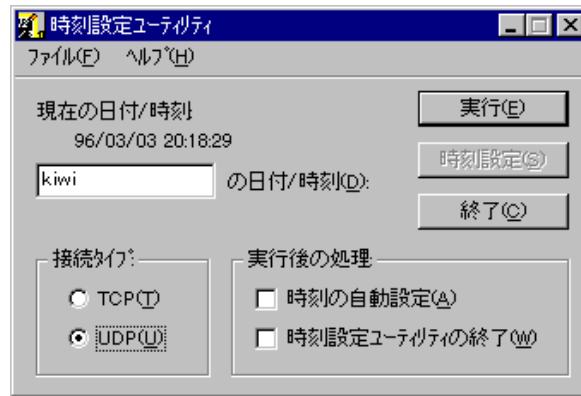 時刻設定ユーティリティ
ファイル(F) ヘルプ(H)
現在の日付/時刻:
96/03/03 20:18:29
kiwi
の日付/時刻(D):
実行(E)
時刻設定(S)
終了(C)
接続タイプ:
TCP(T)
UDP(U)
実行後の処理:
時刻の自動設定(A)
時刻設定ユーティリティの終了(W)